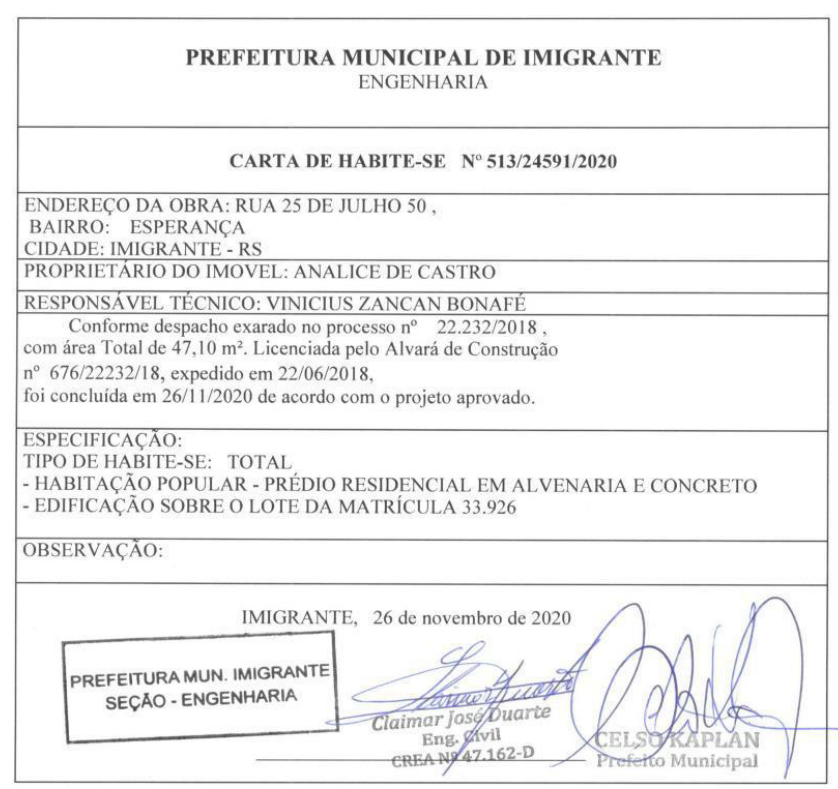 PREFEITURA MUNICIPAL DE IMIGRANTE
ENGENHARIA
CARTA DE HABITE-SE Nº 513/24591/2020
ENDEREÇO DA OBRA: RUA 25 DE JULHO 50 ,
BAIRRO: ESPERANÇA
CIDADE: IMIGRANTE - RS
PROPRIETÁRIO DO IMOVEL: ANALICE DE CASTRO
RESPONSÁVEL TÉCNICO: VINICIUS ZANCAN BONAFÉ
Conforme despacho exarado no processo nº 22.232/2018 ,
com área Total de 47,10 m². Licenciada pelo Alvará de Construção
nº 676/22232/18, expedido em 22/06/2018,
foi concluída em 26/11/2020 de acordo com o projeto aprovado.
ESPECIFICAÇÃO:
TIPO DE HABITE-SE: TOTAL
- HABITAÇÃO POPULAR - PRÉDIO RESIDENCIAL EM ALVENARIA E CONCRETO
- EDIFICAÇÃO SOBRE O LOTE DA MATRÍCULA 33.926
OBSERVAÇÃO:
IMIGRANTE, 26 de novembro de 2020
PREFEITURA MUN. IMIGRANTE
SEÇÃO - ENGENHARIA
Claimar José Duarte
Eng. Civil
CREA Nº 47.162-D
CELSO KAPLAN
Prefeito Municipal